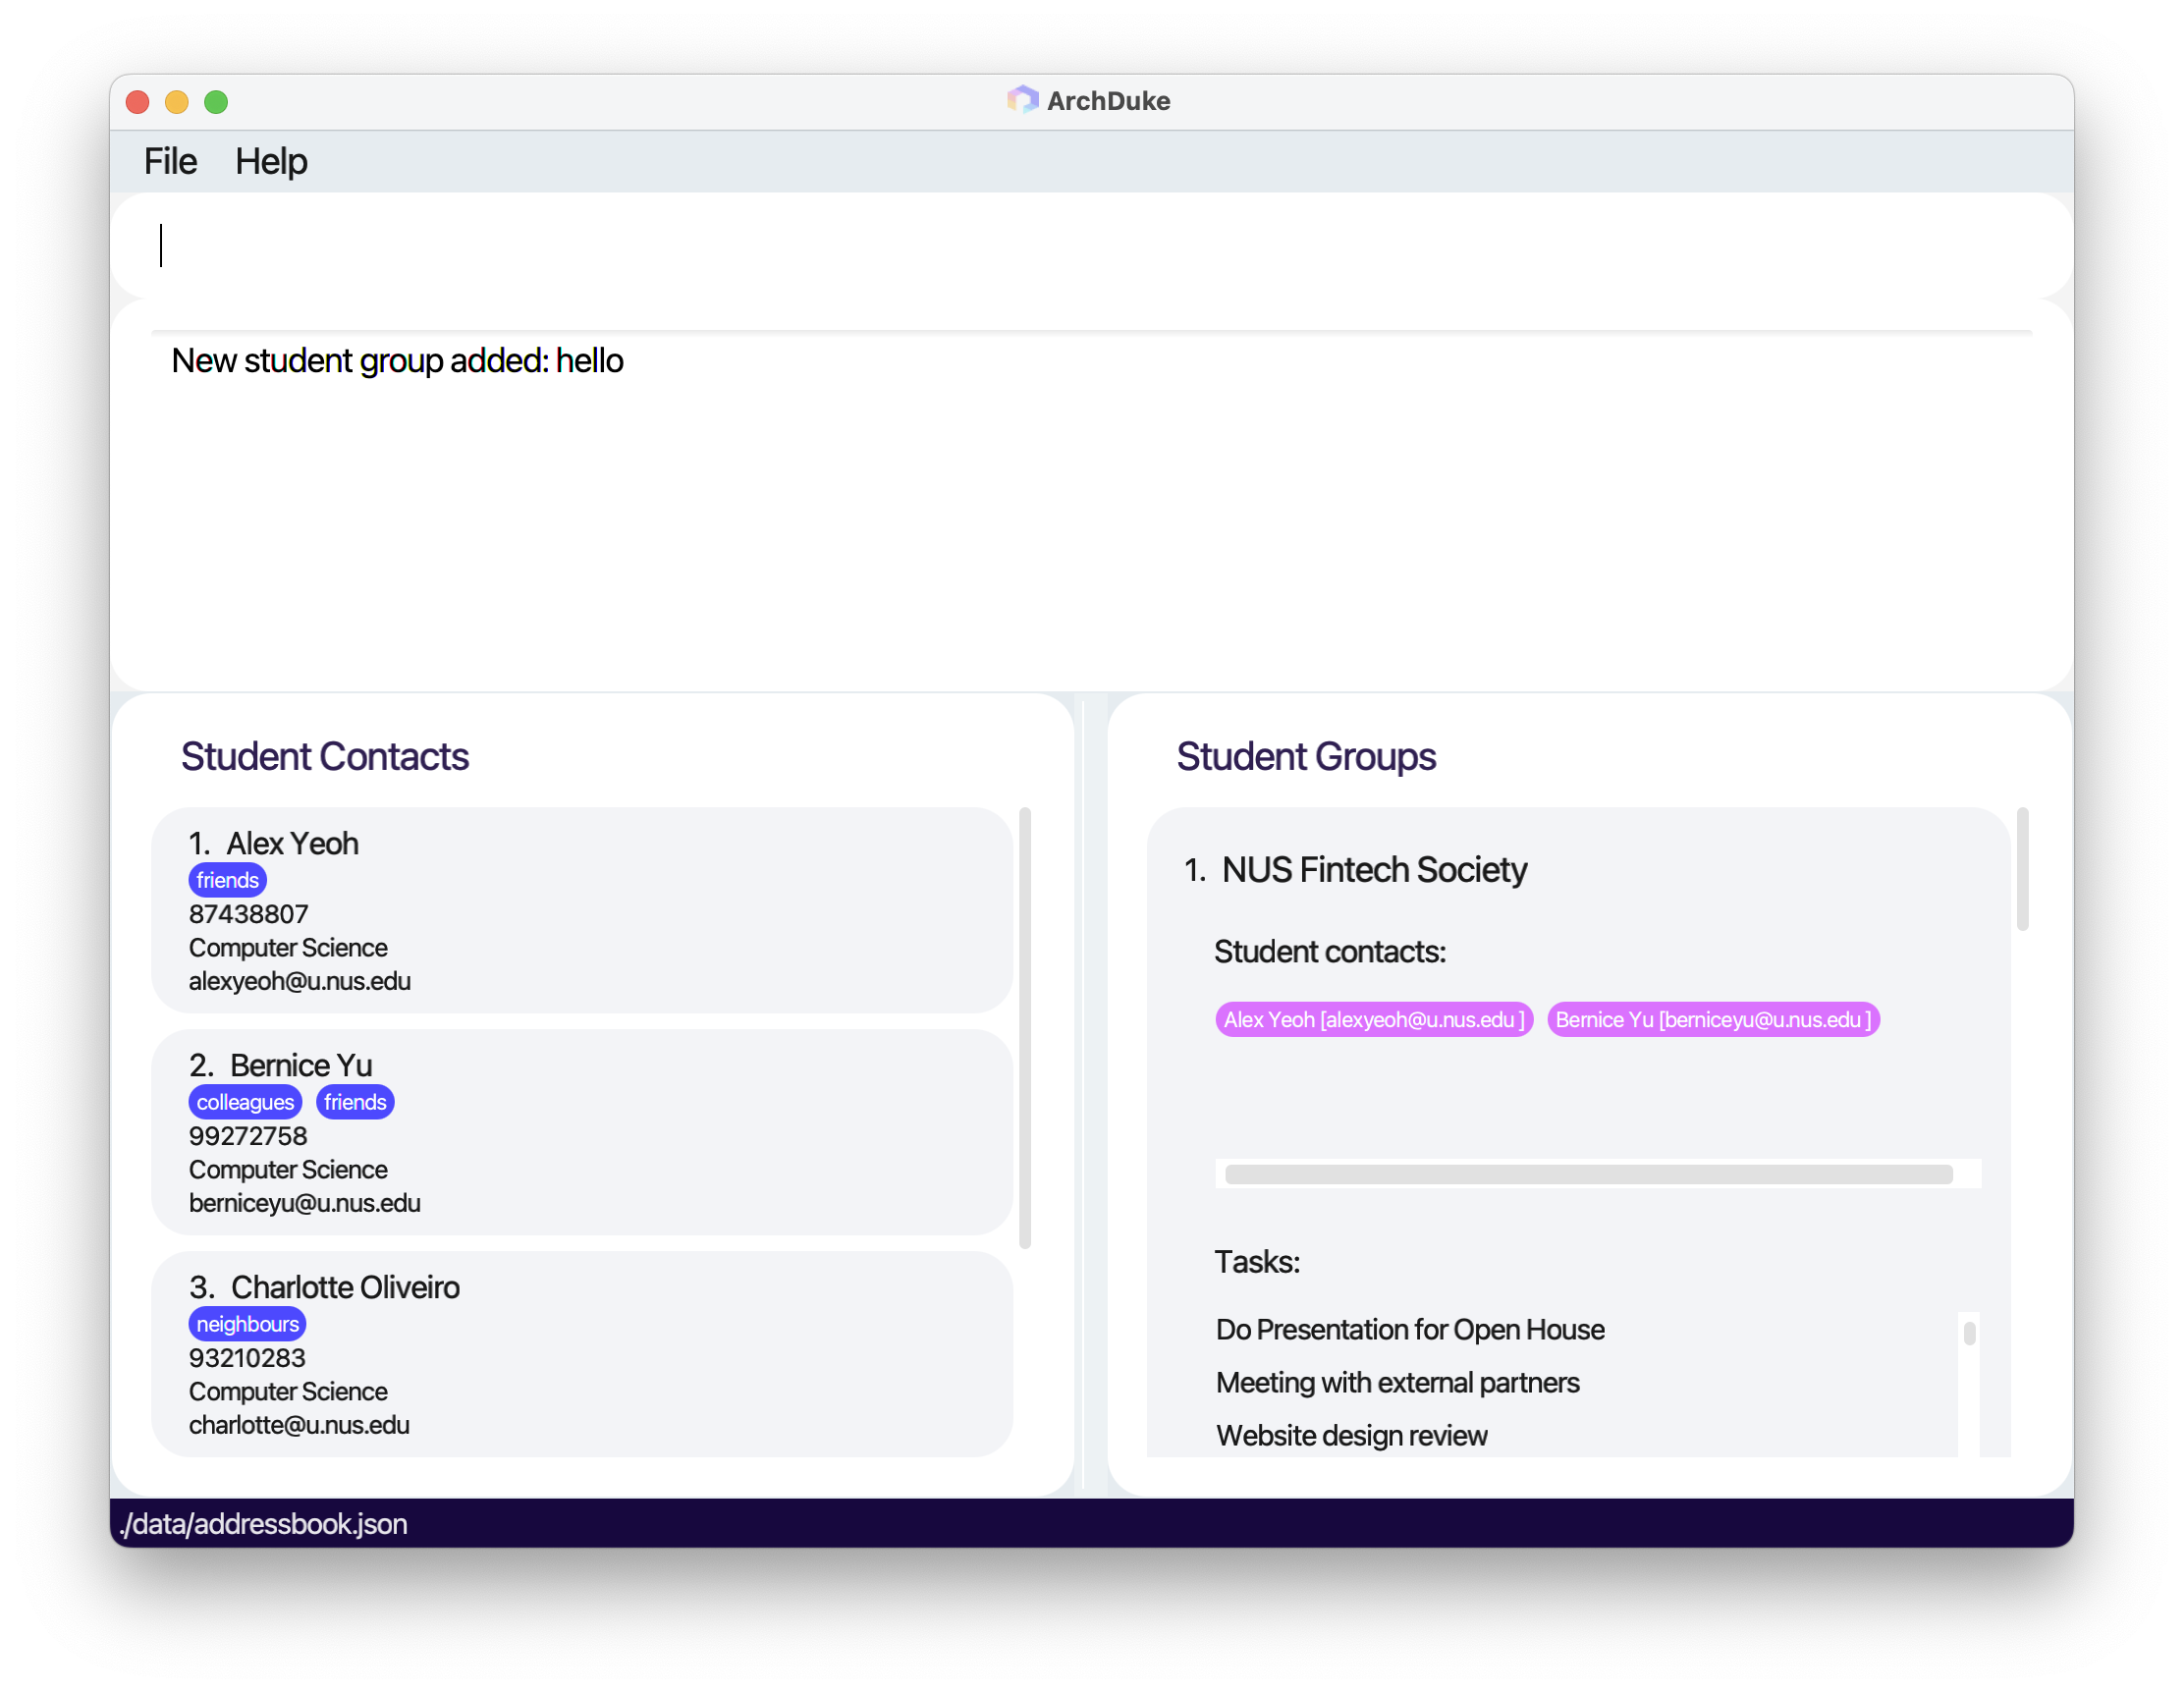 ArchDuke
File Help
New student group added: hello
Student Contacts
1. Alex Yeoh
friends
87438807
Computer Science
alexyeoh@u.nus.edu
2. Bernice Yu
colleagues friends
99272758
Computer Science
berniceyu@u.nus.edu
3. Charlotte Oliveiro
neighbours
93210283
Computer Science
charlotte@u.nus.edu
Student Groups
1. NUS Fintech Society
Student contacts:
Alex Yeoh [alexyeoh@u.nus.edu ] Bernice Yu [berniceyu@u.nus.edu ]
Tasks:
Do Presentation for Open House
Meeting with external partners
Website design review
./data/addressbook.json